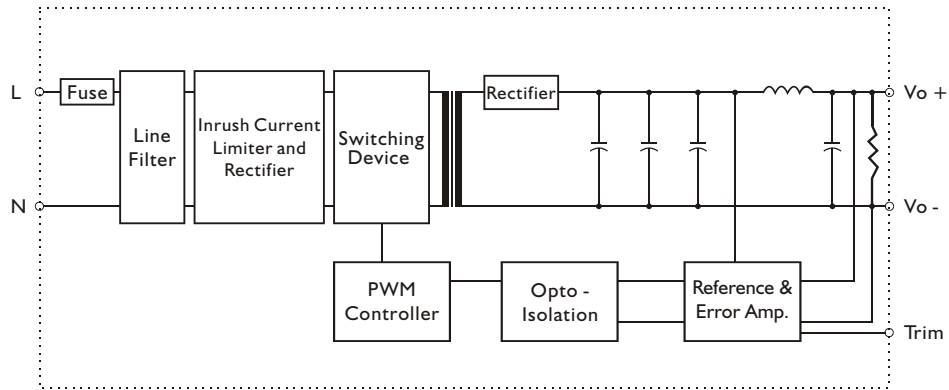 L
Fuse
Line
Filter
Inrush Current
Limiter and
Rectifier
Switching
Device
Rectifier
Vo +
N
Vo -
PWM
Controller
Opto -
Isolation
Reference &
Error Amp.
Trim